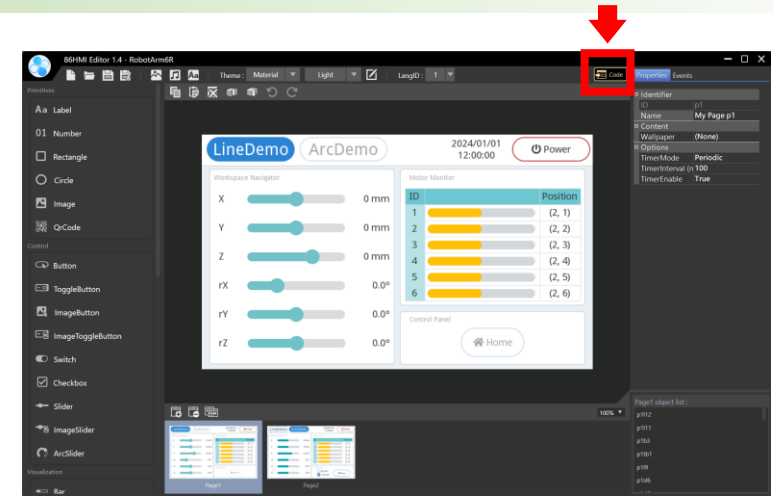 86HMI Editor 1.4 - RobotArm6R
Theme : Material Light LangID : 1 Code
Properties Events
Primitives
Aa Label
01 Number
Rectangle
Circle
Image
QrCode
Control
Button
ToggleButton
ImageButton
ImageToggleButton
Switch
Checkbox
Slider
ImageSlider
ArcSlider
Visualization
Bar
LineDemo ArcDemo 2024/01/01 12:00:00 Power
Workspace Navigator
X 0 mm
Y 0 mm
Z 0 mm
rX 0.0°
rY 0.0°
rZ 0.0°
Motor Monitor
ID Position
1 (2, 1)
2 (2, 2)
3 (2, 3)
4 (2, 4)
5 (2, 5)
6 (2, 6)
Control Panel
Home
100%
Page1 Page2
Identifier
ID p1
Name My Page p1
Content
Wallpaper (None)
Options
TimerMode Periodic
TimerInterval (n 100
TimerEnable True
Page1 object list :
p1l12
p1l11
p1b3
p1tb1
p1l9
p1sl6